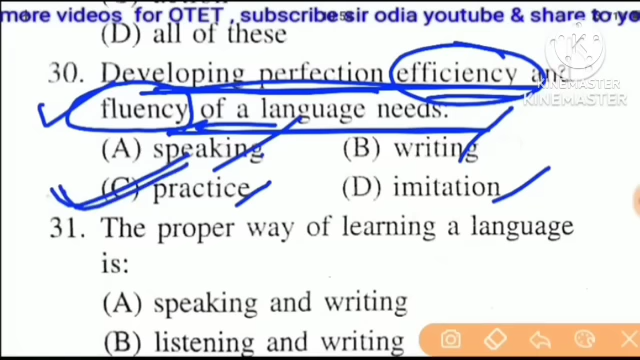 more videos for OTET, subscribe sir odia youtube & share to yo
(D) all of these
30. Developing perfection efficiency and
fluency of a language needs:
(A) speaking (B) writing
(C) practice (D) imitation
31. The proper way of learning a language
is:
(A) speaking and writing
(B) listening and writing
KINEMASTER
KINEMASTER